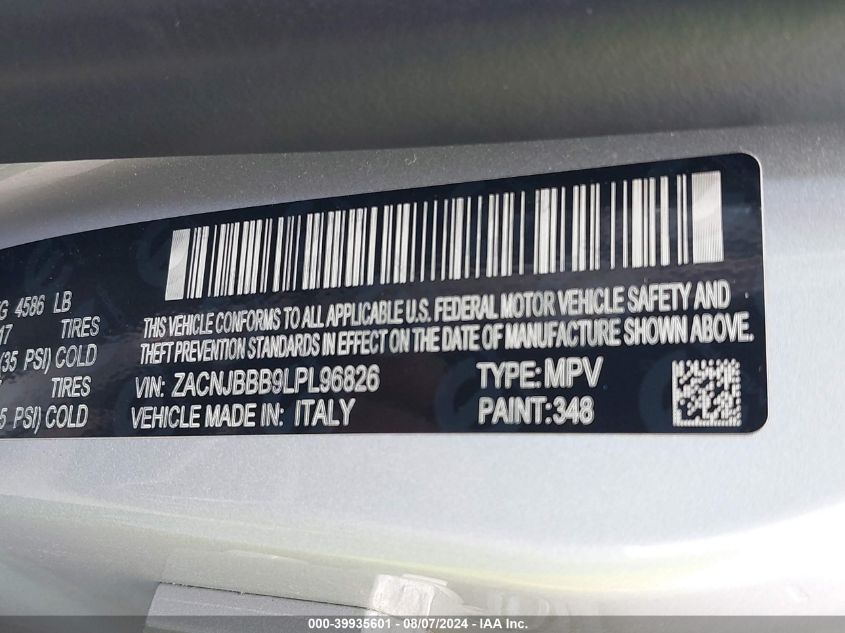 G 4586 LB
17 TIRES
(35 PSI) COLD
TIRES
5 PSI) COLD
THIS VEHICLE CONFORMS TO ALL APPLICABLE U.S. FEDERAL MOTOR VEHICLE SAFETY AND
THEFT PREVENTION STANDARDS IN EFFECT ON THE DATE OF MANUFACTURE SHOWN ABOVE.
VIN: ZACNJBBB9LPL96826 TYPE: MPV
VEHICLE MADE IN: ITALY PAINT:348
000-39935601 - 08/07/2024 - IAA Inc.